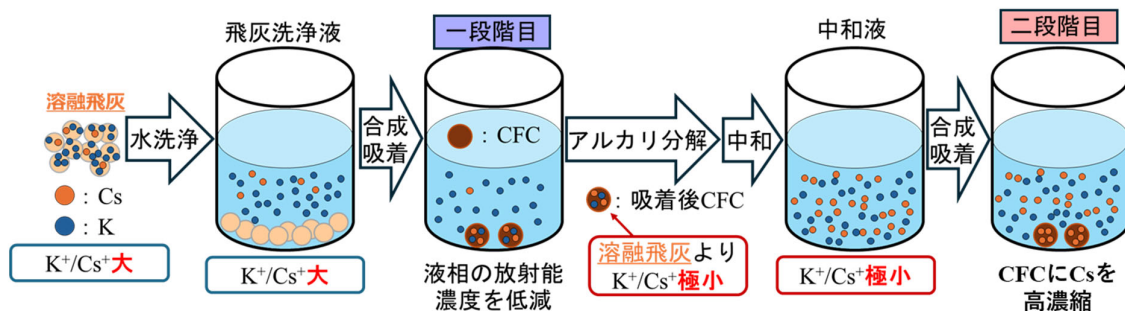 溶融飛灰
: Cs
: K
K⁺/Cs⁺大
水洗浄
飛灰洗浄液
K⁺/Cs⁺大
合成
吸着
一段階目
: CFC
液相の放射能
濃度を低減
アルカリ分解
: 吸着後CFC
溶融飛灰より
K⁺/Cs⁺極小
中和
中和液
K⁺/Cs⁺極小
合成
吸着
二段階目
CFCにCsを
高濃縮